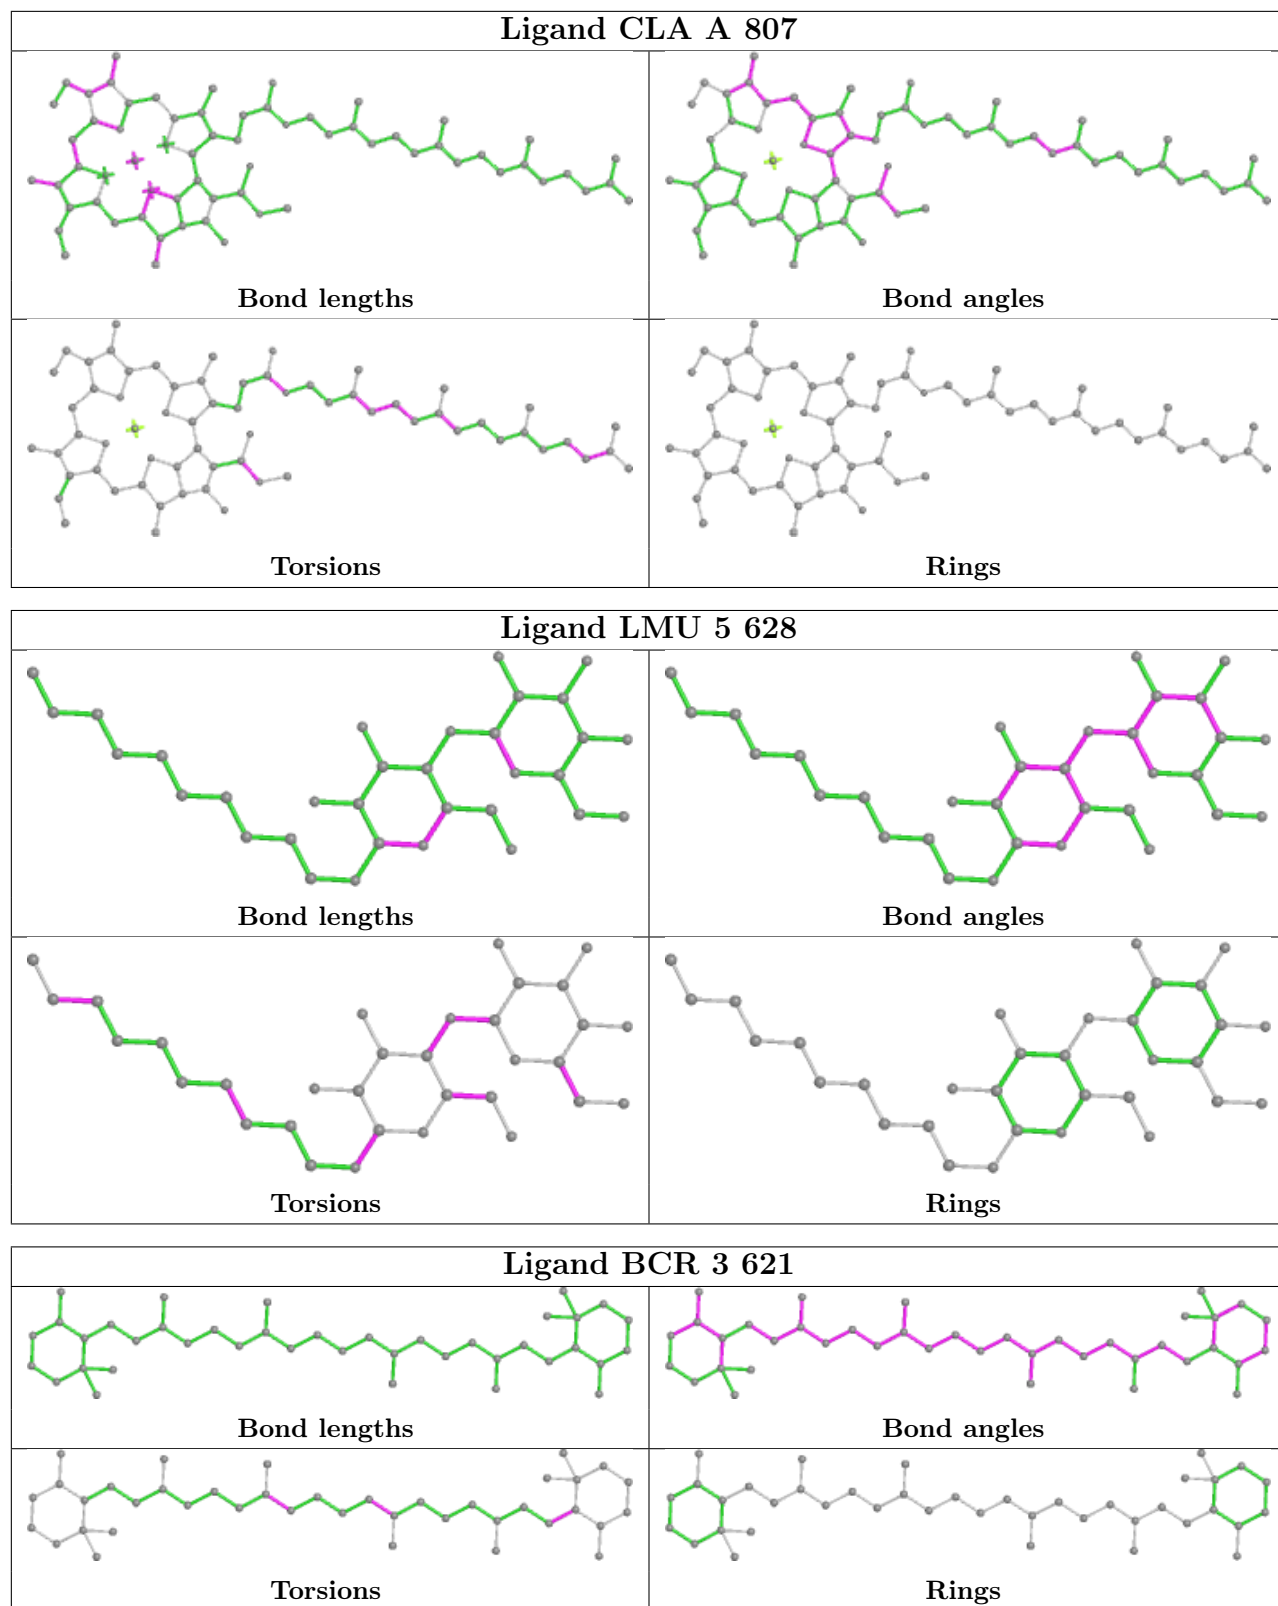 Ligand CLA A 807
Bond lengths
Bond angles
Torsions
Rings
Ligand LMU 5 628
Bond lengths
Bond angles
Torsions
Rings
Ligand BCR 3 621
Bond lengths
Bond angles
Torsions
Rings